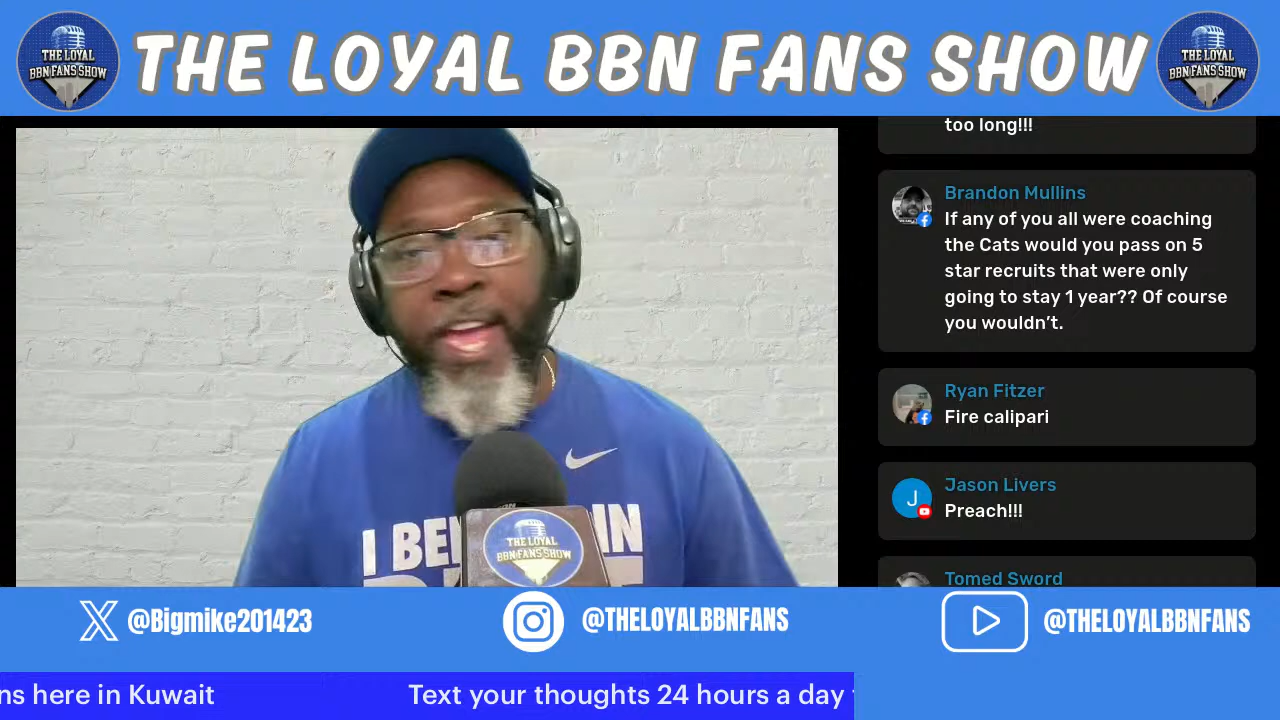 THE LOYAL
BBN FANS SHOW
THE LOYAL BBN FANS SHOW
THE LOYAL
BBN FANS SHOW
too long!!!
Brandon Mullins
If any of you all were coaching
the Cats would you pass on 5
star recruits that were only
going to stay 1 year?? Of course
you wouldn’t.
Ryan Fitzer
Fire calipari
J
Jason Livers
Preach!!!
Tomed Sword
I
IN
THE LOYAL
BBN FANS SHOW
@Bigmike201423
@THELOYALBBNFANS
@THELOYALBBNFANS
here in Kuwait
Text your thoughts 24 hours a day